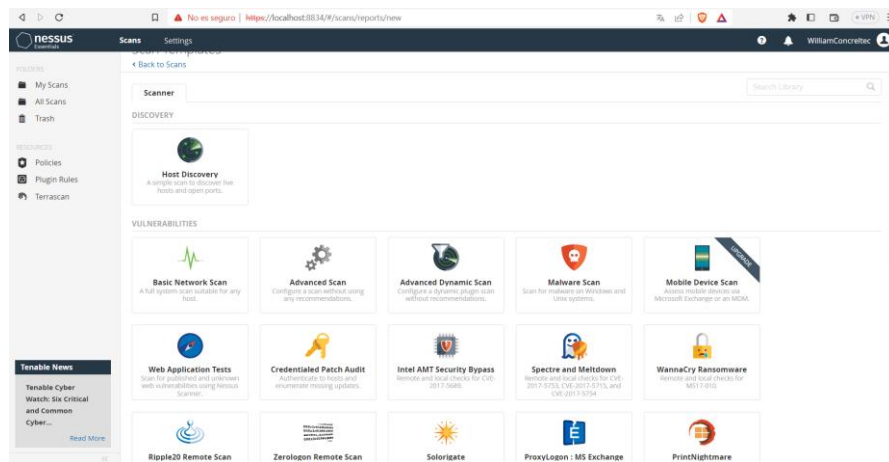 No es seguro | https://localhost:8834/#/scans/reports/new
VPN
nessus
Essentials
Scans
Settings
WilliamConcreltec
Scan Templates
Back to Scans
FOLDERS
My Scans
All Scans
Trash
RESOURCES
Policies
Plugin Rules
Terrascan
Scanner
Search Library
DISCOVERY
Host Discovery
A simple scan to discover live
hosts and open ports.
VULNERABILITIES
Basic Network Scan
A full system scan suitable for any
host.
Advanced Scan
Configure a scan without using
any recommendations.
Advanced Dynamic Scan
Configure a dynamic plugin scan
without recommendations.
Malware Scan
Scan for malware on Windows and
Unix systems.
UPGRADE
Mobile Device Scan
Assess mobile devices via
Microsoft Exchange or an MDM.
Web Application Tests
Scan for published and unknown
web vulnerabilities using Nessus
Scanner.
Credentialed Patch Audit
Authenticate to hosts and
enumerate missing updates.
Intel AMT Security Bypass
Remote and local checks for CVE-
2017-5689.
Spectre and Meltdown
Remote and local checks for CVE-
2017-5753, CVE-2017-5715, and
CVE-2017-5754
WannaCry Ransomware
Remote and local checks for
MS17-010.
Ripple20 Remote Scan
Zerologon Remote Scan
Solorigate
ProxyLogon : MS Exchange
PrintNightmare
Tenable News
Tenable Cyber
Watch: Six Critical
and Common
Cyber...
Read More